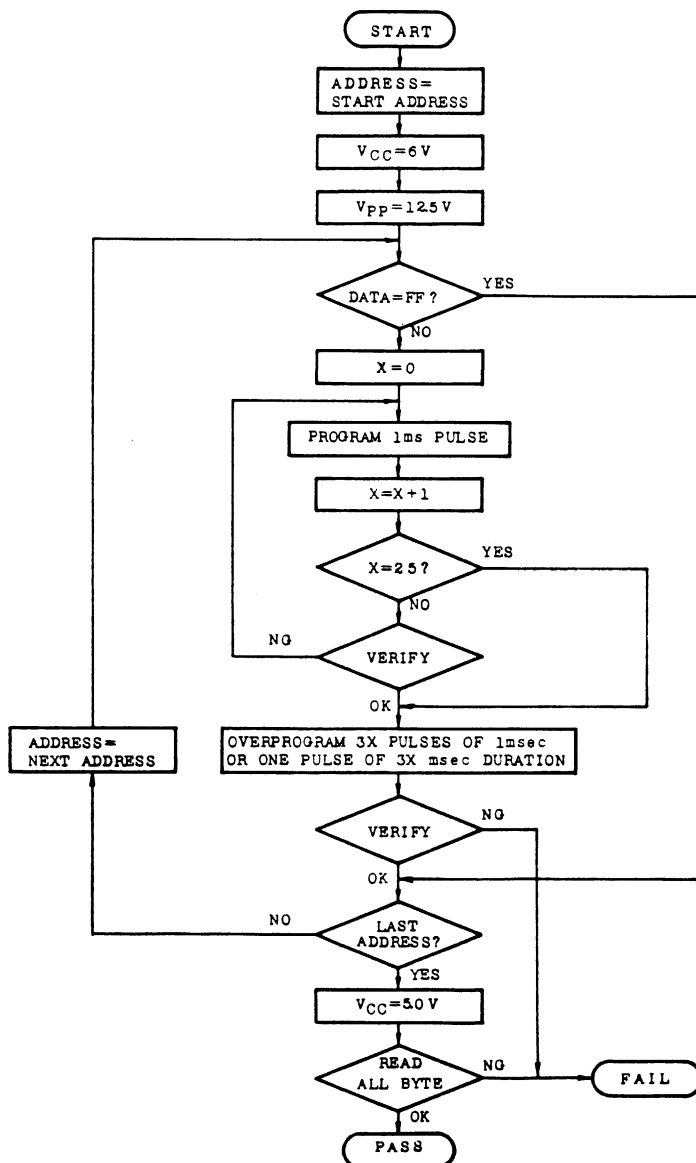 START
ADDRESS=
START ADDRESS
VCC=6V
VPP=12.5V
DATA=FF?
YES
NO
X=0
PROGRAM 1ms PULSE
X=X+1
X=25?
YES
NO
NG
VERIFY
OK
ADDRESS=
NEXT ADDRESS
OVERPROGRAM 3X PULSES OF 1msec
OR ONE PULSE OF 3X msec DURATION
VERIFY
NG
OK
NO
LAST
ADDRESS?
YES
VCC=5.0V
READ
ALL BYTE
NG
FAIL
OK
PASS